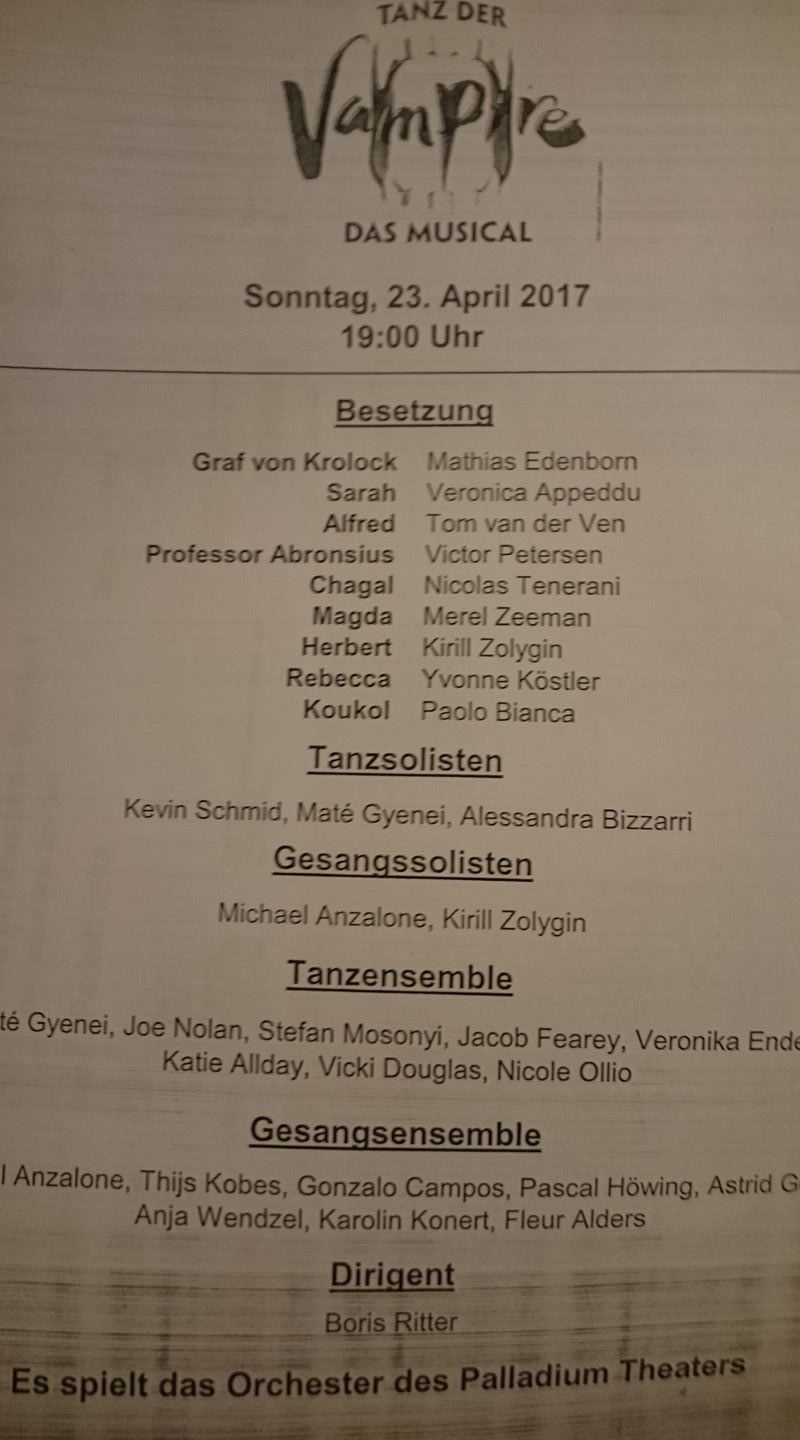 TANZ DER
Vampire
DAS MUSICAL
Sonntag, 23. April 2017
19:00 Uhr
Besetzung
Graf von Krolock Mathias Edenborn
Sarah Veronica Appeddu
Alfred Tom van der Ven
Professor Abronsius Victor Petersen
Chagal Nicolas Tenerani
Magda Merel Zeeman
Herbert Kirill Zolygin
Rebecca Yvonne Köstler
Koukol Paolo Bianca
Tanzsolisten
Kevin Schmid, Maté Gyenei, Alessandra Bizzarri
Gesangssolisten
Michael Anzalone, Kirill Zolygin
Tanzensemble
té Gyenei, Joe Nolan, Stefan Mosonyi, Jacob Fearey, Veronika Ende
Katie Allday, Vicki Douglas, Nicole Ollio
Gesangsensemble
l Anzalone, Thijs Kobes, Gonzalo Campos, Pascal Höwing, Astrid G
Anja Wendzel, Karolin Konert, Fleur Alders
Dirigent
Boris Ritter
Es spielt das Orchester des Palladium Theaters